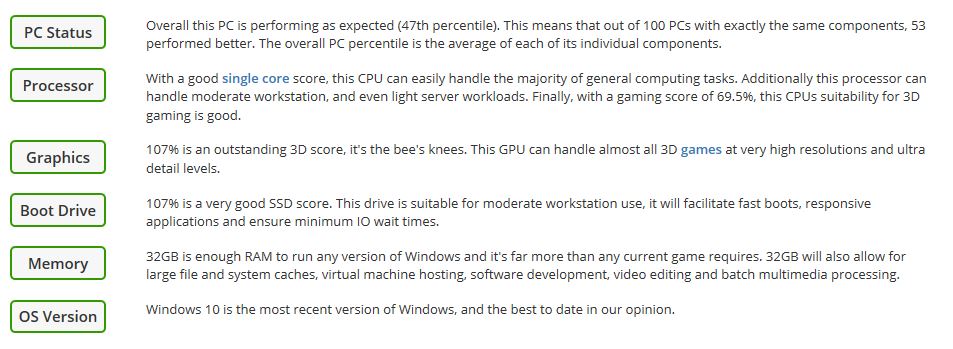 PC Status
Overall this PC is performing as expected (47th percentile). This means that out of 100 PCs with exactly the same components, 53
performed better. The overall PC percentile is the average of each of its individual components.
Processor
With a good single core score, this CPU can easily handle the majority of general computing tasks. Additionally this processor can
handle moderate workstation, and even light server workloads. Finally, with a gaming score of 69.5%, this CPUs suitability for 3D
gaming is good.
Graphics
107% is an outstanding 3D score, it's the bee's knees. This GPU can handle almost all 3D games at very high resolutions and ultra
detail levels.
Boot Drive
107% is a very good SSD score. This drive is suitable for moderate workstation use, it will facilitate fast boots, responsive
applications and ensure minimum IO wait times.
Memory
32GB is enough RAM to run any version of Windows and it's far more than any current game requires. 32GB will also allow for
large file and system caches, virtual machine hosting, software development, video editing and batch multimedia processing.
OS Version
Windows 10 is the most recent version of Windows, and the best to date in our opinion.